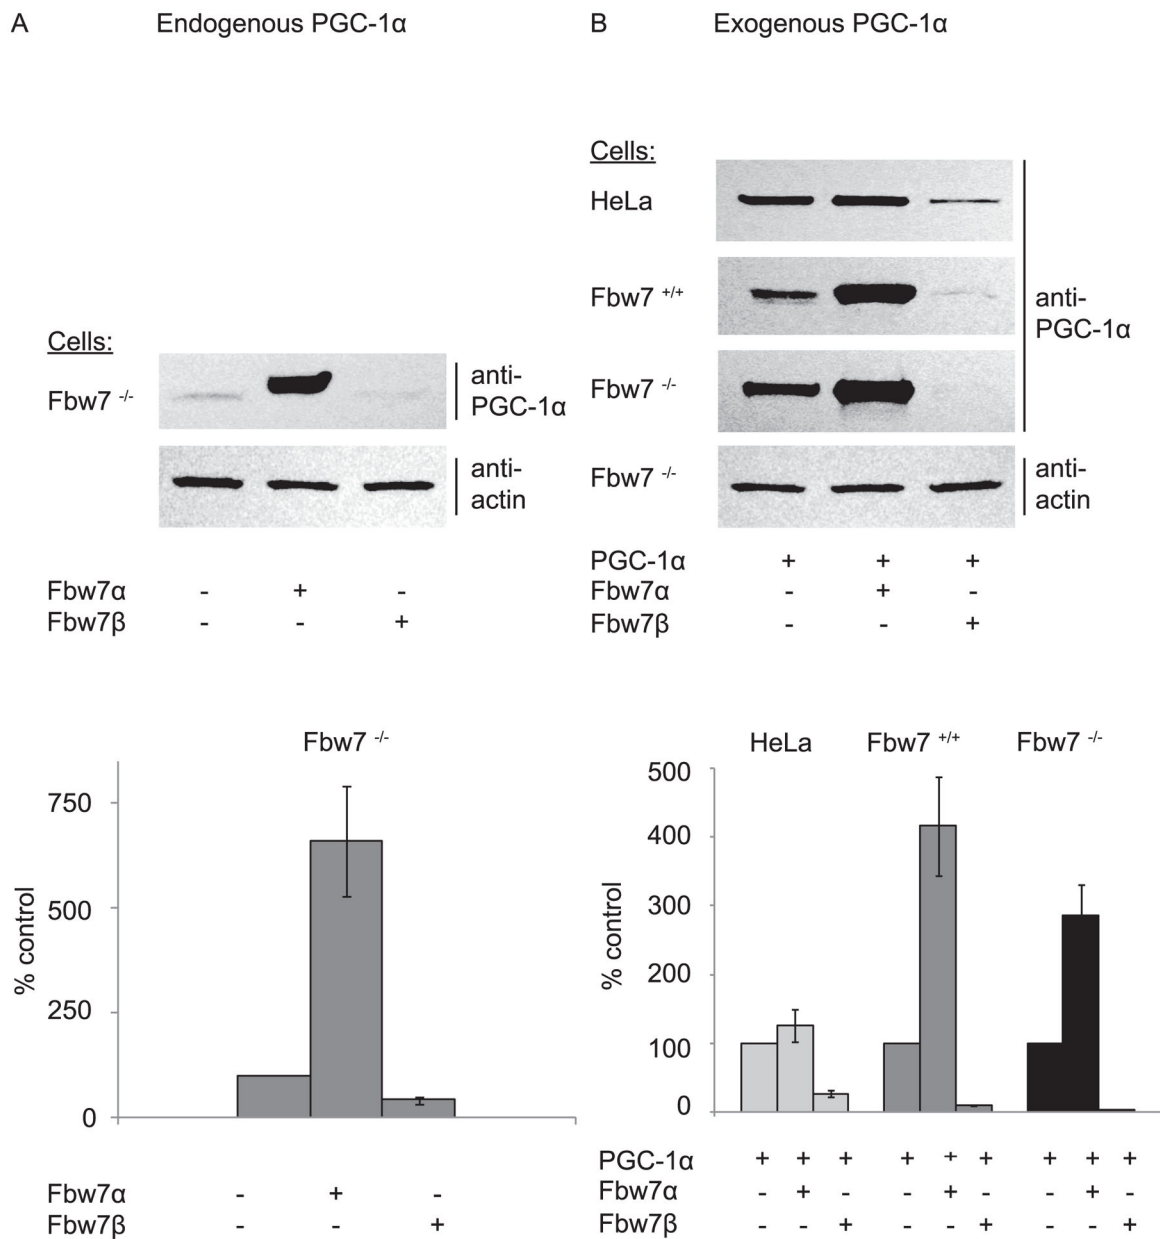 A Endogenous PGC-1α
B Exogenous PGC-1α
Cells:
Fbw7 -/-
anti-
PGC-1α
anti-
actin
Fbw7α - + -
Fbw7β - - +
Cells:
HeLa
Fbw7 +/+
Fbw7 -/-
Fbw7 -/-
anti-
PGC-1α
anti-
actin
PGC-1α + + +
Fbw7α - + -
Fbw7β - - +
Fbw7 -/-
% control
750
500
250
0
Fbw7α - + -
Fbw7β - - +
HeLa Fbw7 +/+ Fbw7 -/-
% control
500
400
300
200
100
0
PGC-1α + + + + + + + + +
Fbw7α - + - - + - - + -
Fbw7β - - + - - + - - +